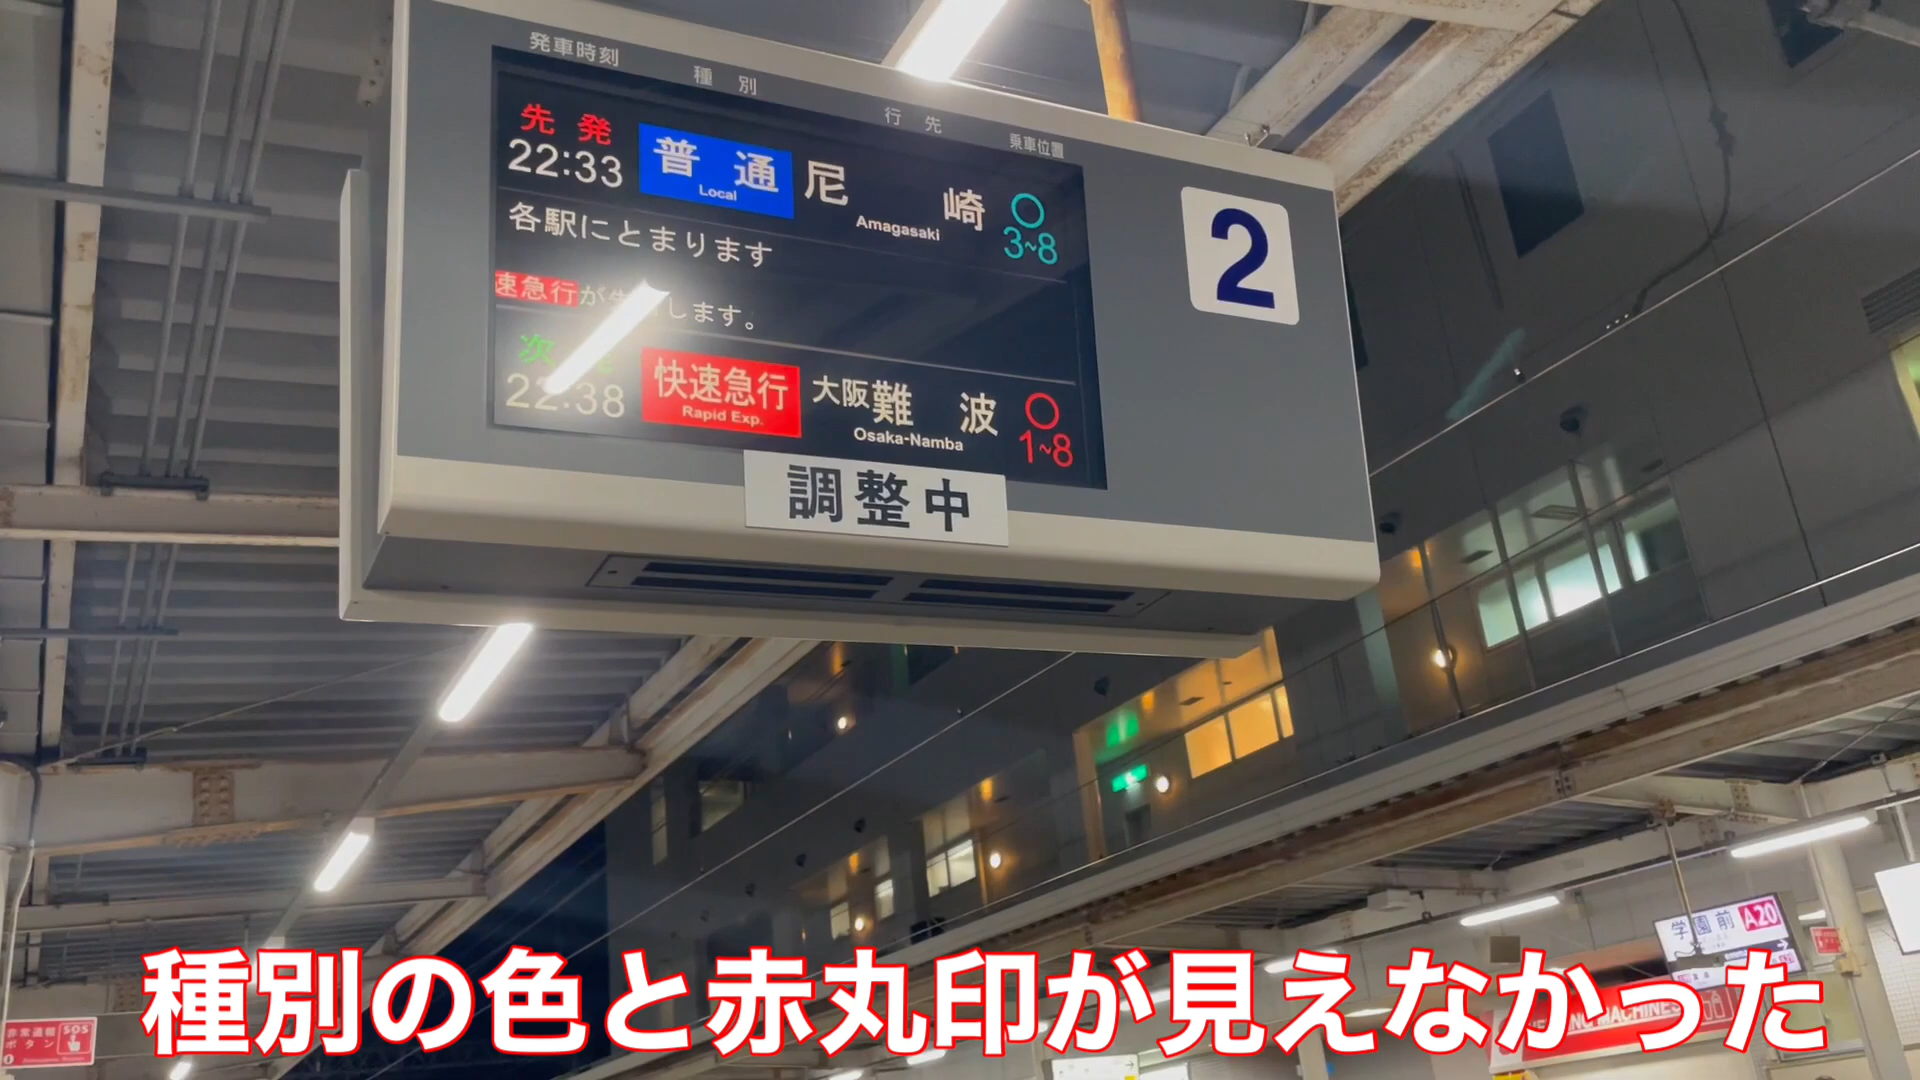 発車時刻 種別 行先 乗車位置
先発
22:33 普通 Local 尼崎 Amagasaki 3~8
各駅にとまります
速急行が
します。
次
22:38 快速急行 Rapid Exp. 大阪難波 Osaka-Namba 1~8
2
調整中
学園前 A20
SOS
種別の色と赤丸印が見えなかった